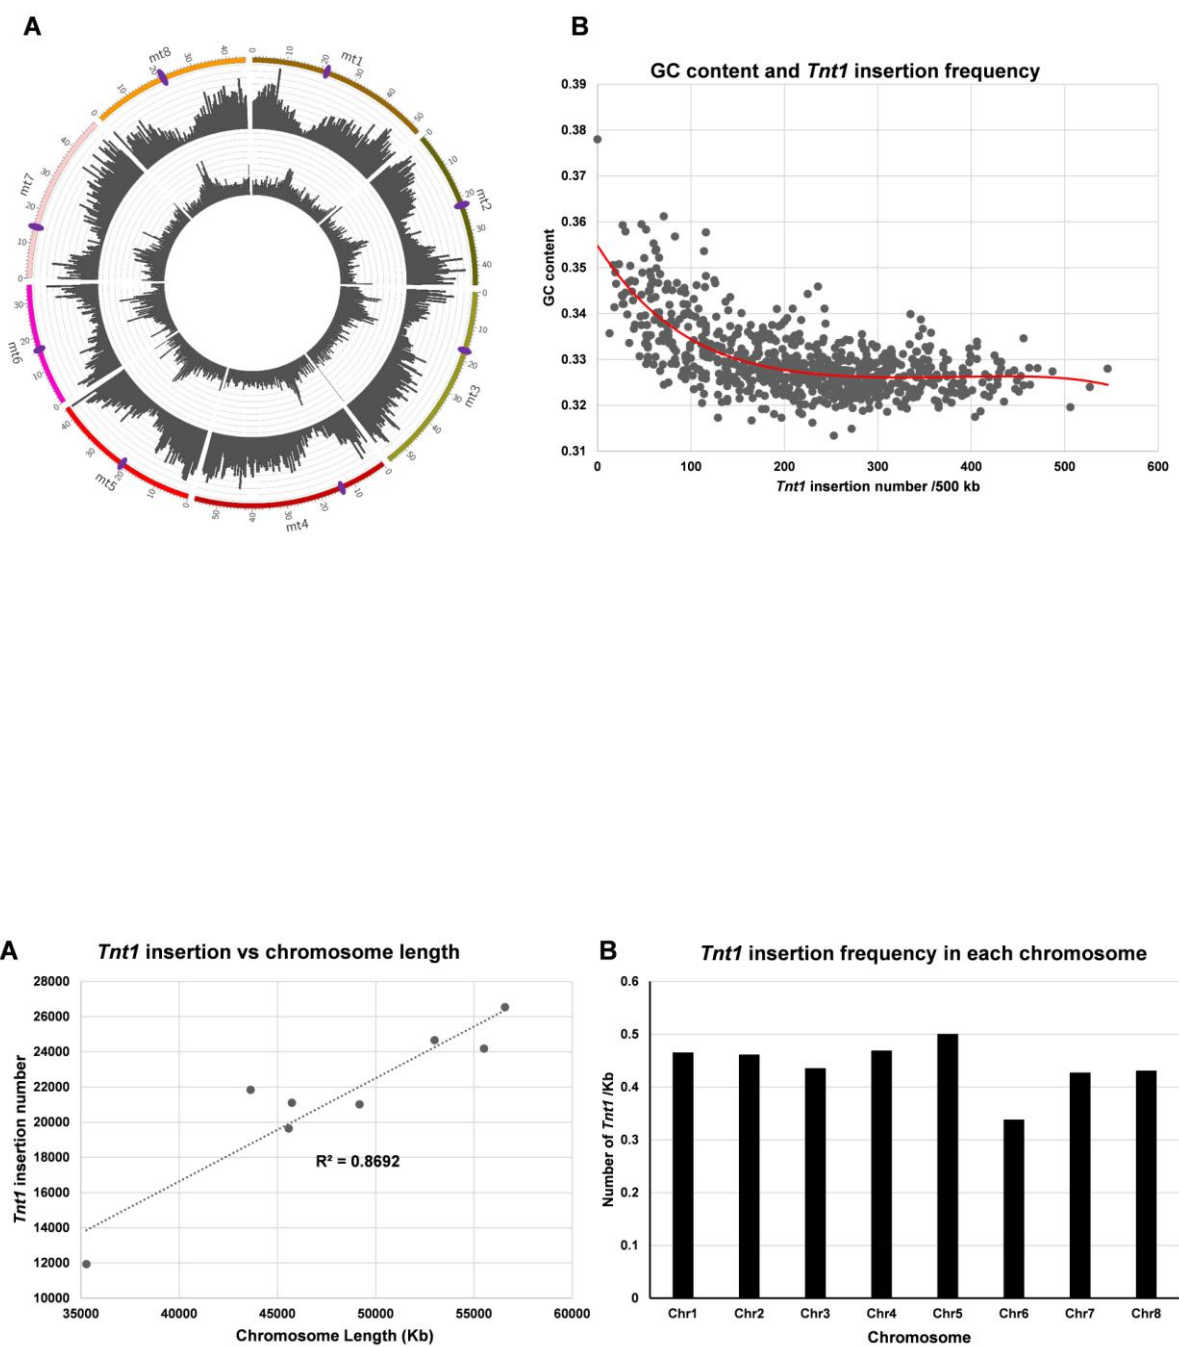 A
B
mt1
mt2
mt3
mt4
mt5
mt6
mt7
mt8
GC content and Tnt1 insertion frequency
0.39
0.38
0.37
0.36
0.35
0.34
0.33
0.32
0.31
GC content
0 100 200 300 400 500 600
Tnt1 insertion number /500 kb
A
Tnt1 insertion vs chromosome length
28000
26000
24000
22000
20000
18000
16000
14000
12000
10000
Tnt1 insertion number
R² = 0.8692
35000 40000 45000 50000 55000 60000
Chromosome Length (Kb)
B
Tnt1 insertion frequency in each chromosome
0.6
0.5
0.4
0.3
0.2
0.1
0
Number of Tnt1 /Kb
Chr1 Chr2 Chr3 Chr4 Chr5 Chr6 Chr7 Chr8
Chromosome